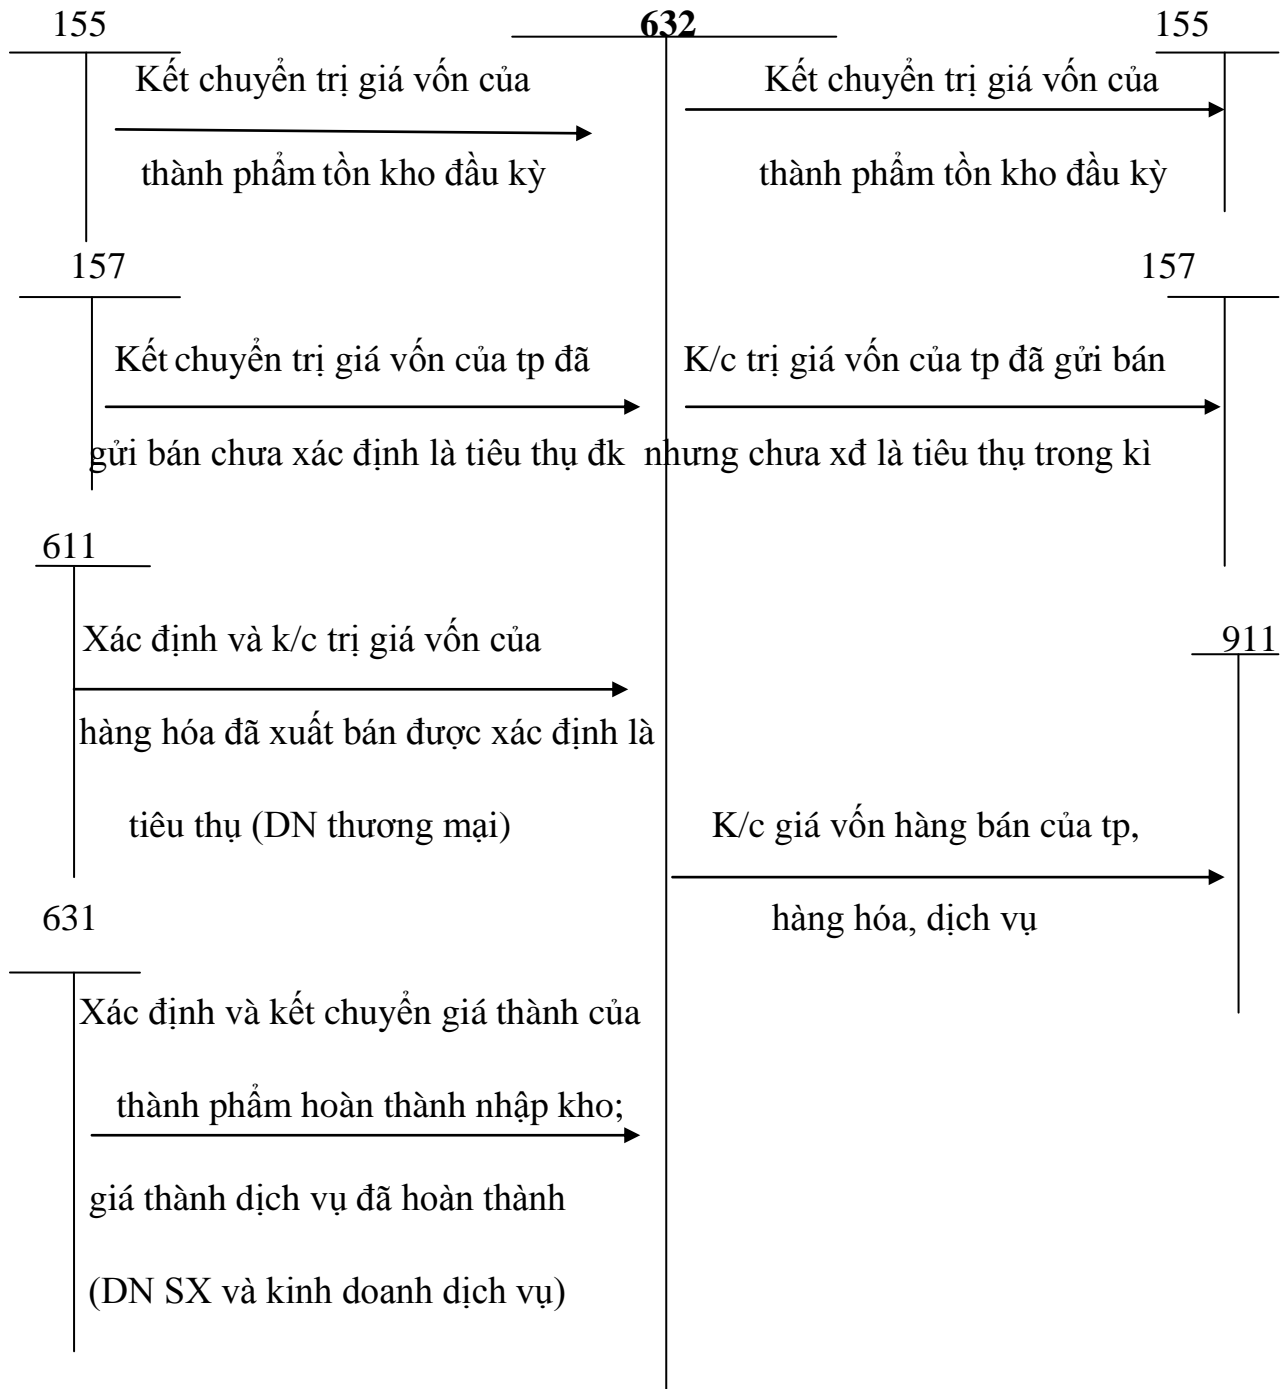 155
632
155
Kết chuyển trị giá vốn của
thành phẩm tồn kho đầu kỳ
Kết chuyển trị giá vốn của
thành phẩm tồn kho đầu kỳ
157
157
Kết chuyển trị giá vốn của tp đã
gửi bán chưa xác định là tiêu thụ đk
K/c trị giá vốn của tp đã gửi bán
nhưng chưa xđ là tiêu thụ trong kì
611
Xác định và k/c trị giá vốn của
hàng hóa đã xuất bán được xác định là
tiêu thụ (DN thương mại)
911
K/c giá vốn hàng bán của tp,
hàng hóa, dịch vụ
631
Xác định và kết chuyển giá thành của
thành phẩm hoàn thành nhập kho;
giá thành dịch vụ đã hoàn thành
(DN SX và kinh doanh dịch vụ)